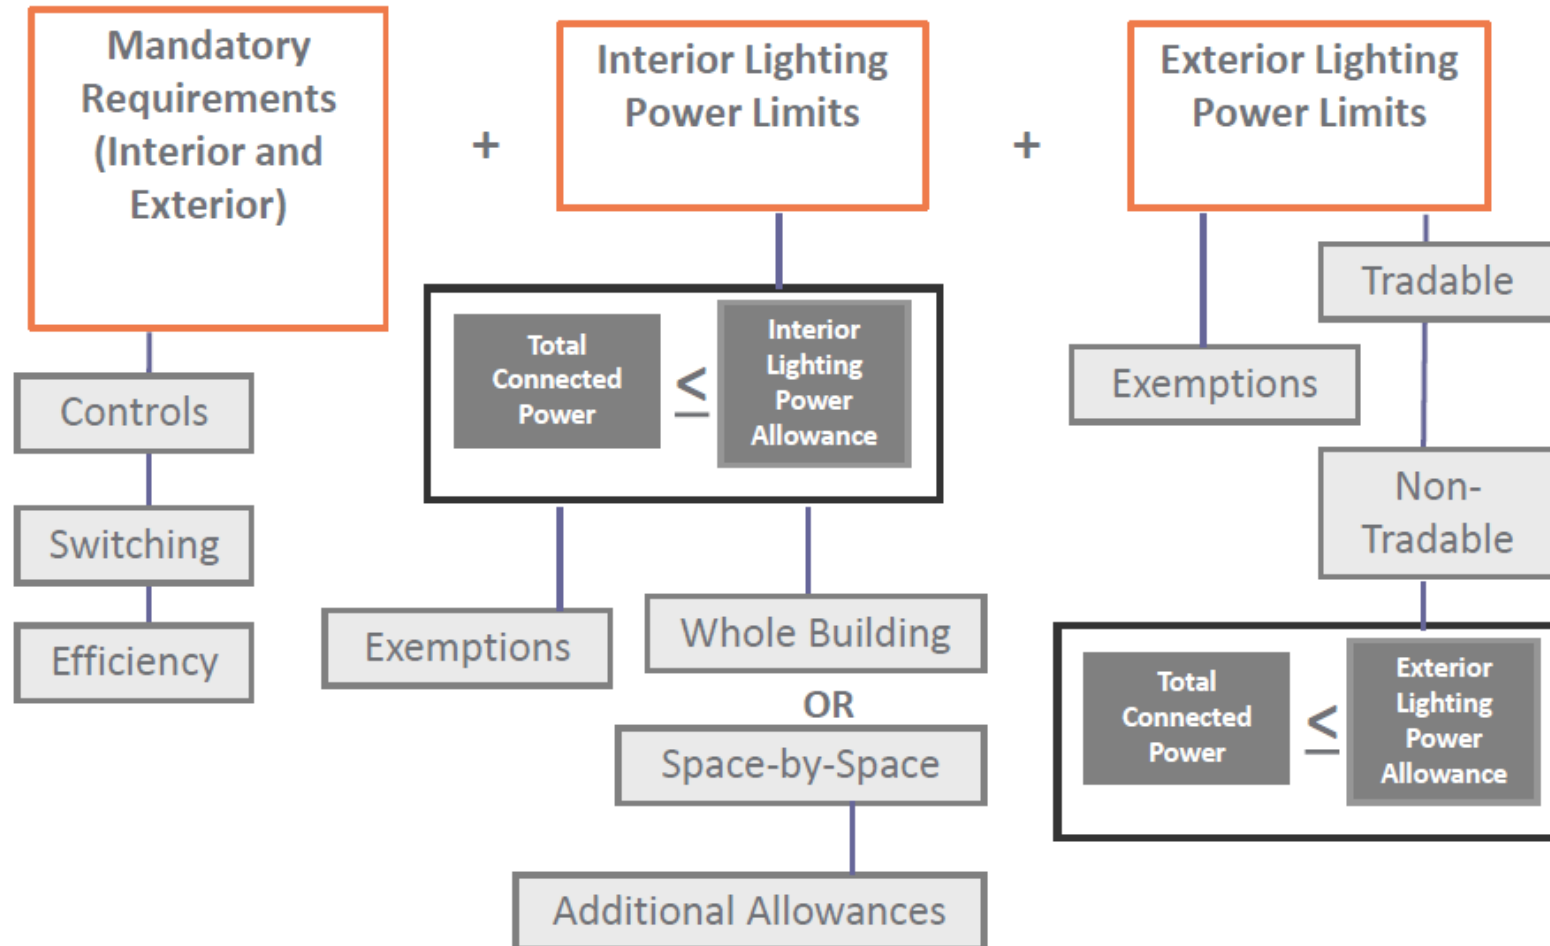 Mandatory
Requirements
(Interior and
Exterior)
+
Interior Lighting
Power Limits
+
Exterior Lighting
Power Limits
Controls
Switching
Efficiency
Total
Connected
Power
≤
Interior
Lighting
Power
Allowance
Exemptions
Whole Building
OR
Space-by-Space
Additional Allowances
Exemptions
Tradable
Non-
Tradable
Total
Connected
Power
≤
Exterior
Lighting
Power
Allowance